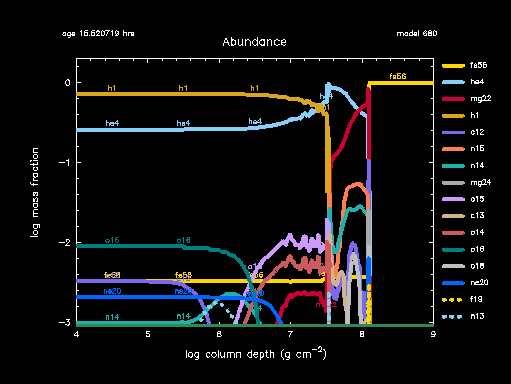 age 15.520719 hrs
model 680
Abundance
fe56
h1 h1 h1
he4 he4 he4 he4
o16 o16
fe56 fe56
ne20
n14 n14
0
−1
−2
−3
4 5 6 7 8 9
log mass fraction
log column depth (g cm−2)
fe56
he4
mg22
h1
c12
n15
n14
mg24
o15
c13
o14
o16
o18
ne20
f19
n13